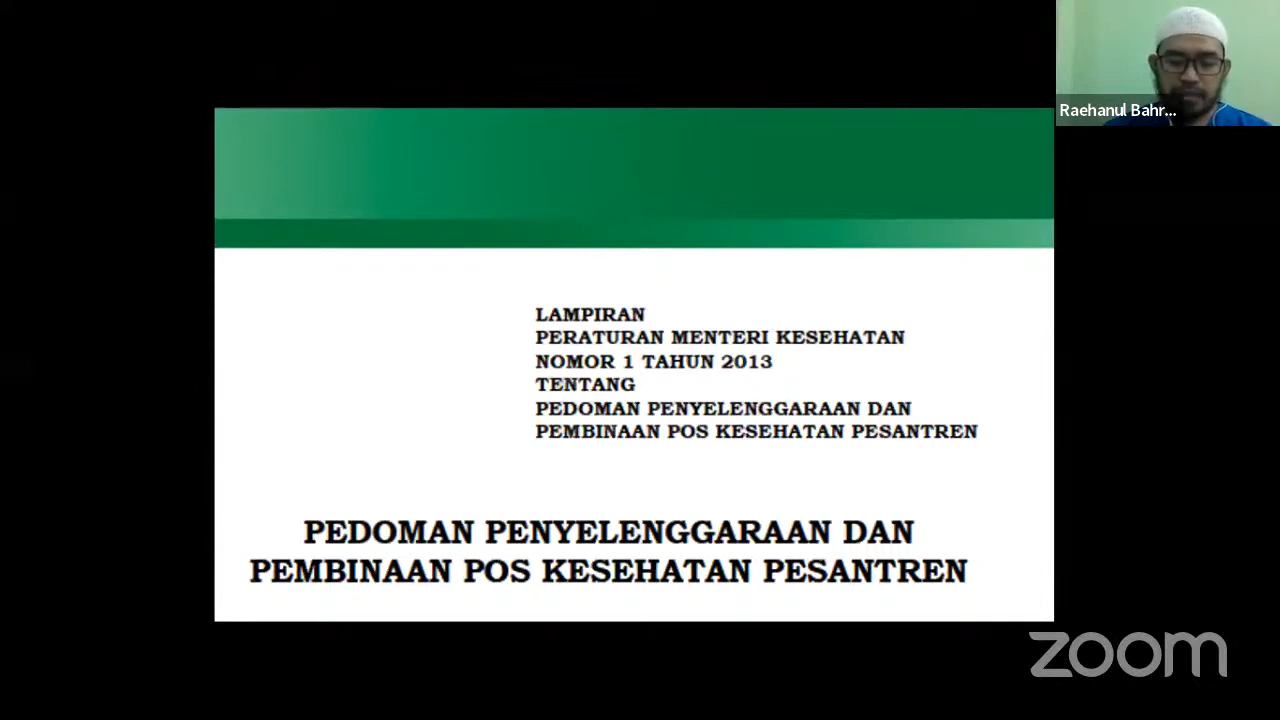 Raehanul Bahr...
LAMPIRAN
PERATURAN MENTERI KESEHATAN
NOMOR 1 TAHUN 2013
TENTANG
PEDOMAN PENYELENGGARAAN DAN
PEMBINAAN POS KESEHATAN PESANTREN
PEDOMAN PENYELENGGARAAN DAN
PEMBINAAN POS KESEHATAN PESANTREN
zoom